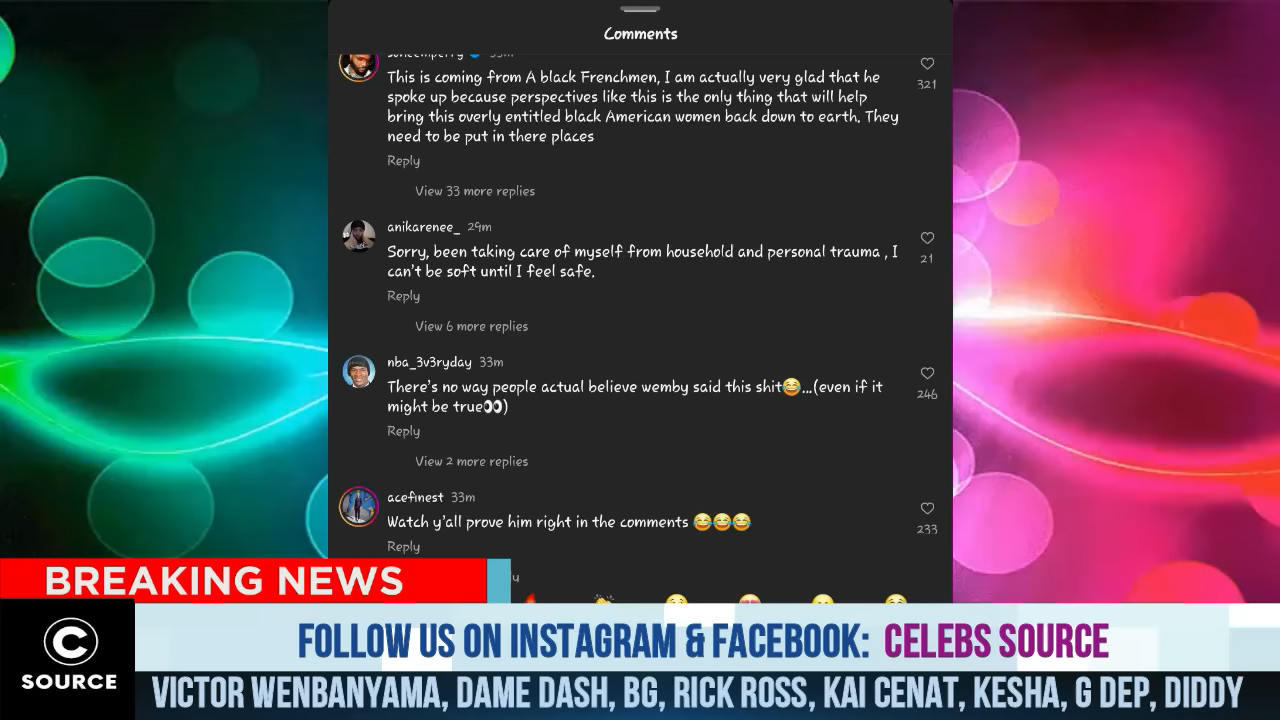 Comments
This is coming from A black Frenchmen, I am actually very glad that he
spoke up because perspectives like this is the only thing that will help
bring this overly entitled black American women back down to earth. They
need to be put in there places
321
Reply
View 33 more replies
anikarenee_ 29m
Sorry, been taking care of myself from household and personal trauma , I
can't be soft until I feel safe.
21
Reply
View 6 more replies
nba_3v3ryday 33m
There's no way people actual believe wemby said this shit😂...(even if it
might be true👀)
246
Reply
View 2 more replies
acefinest 33m
Watch y'all prove him right in the comments 😂😂😂
233
Reply
BREAKING NEWS
C
SOURCE
FOLLOW US ON INSTAGRAM & FACEBOOK: CELEBS SOURCE
VICTOR WENBANYAMA, DAME DASH, BG, RICK ROSS, KAI CENAT, KESHA, G DEP, DIDDY